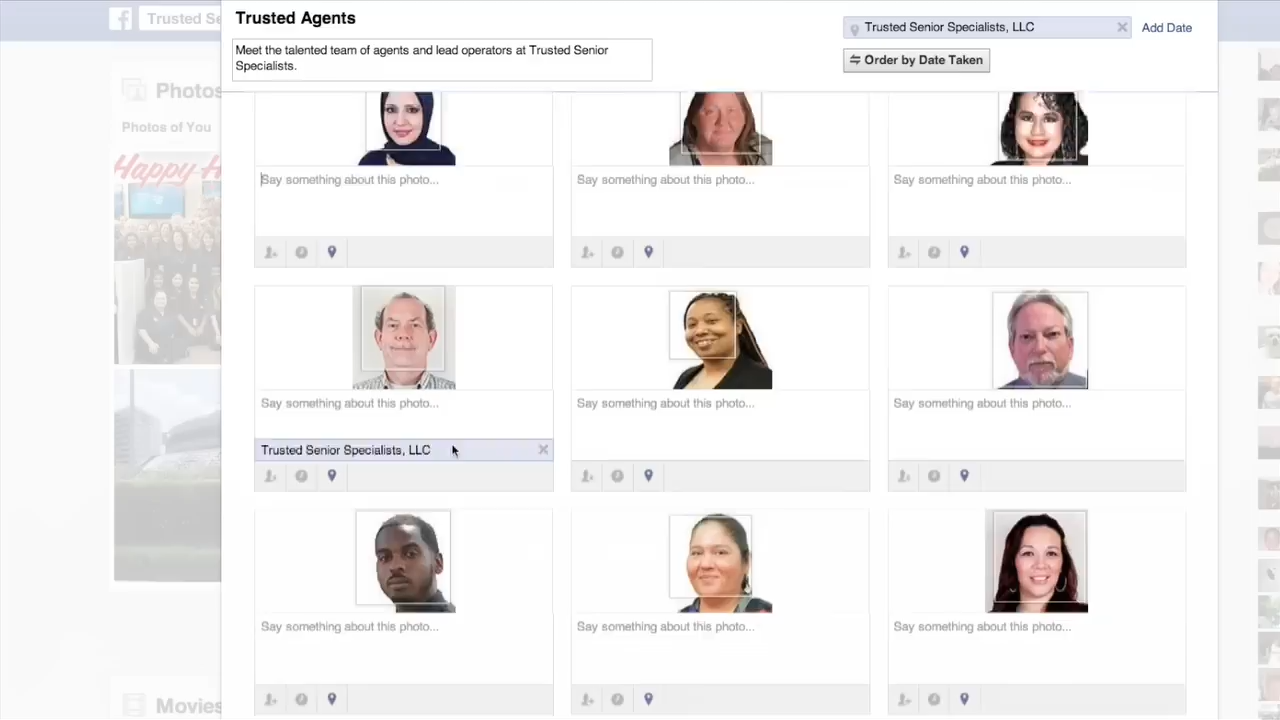 Trusted Agents
Trusted Se
Trusted Senior Specialists, LLC
Add Date
Meet the talented team of agents and lead operators at Trusted Senior
Specialists.
Order by Date Taken
Photos
Photos of You
Happy H
Say something about this photo...
Say something about this photo...
Say something about this photo...
Say something about this photo...
Say something about this photo...
Say something about this photo...
Trusted Senior Specialists, LLC
Say something about this photo...
Say something about this photo...
Say something about this photo...
Movies